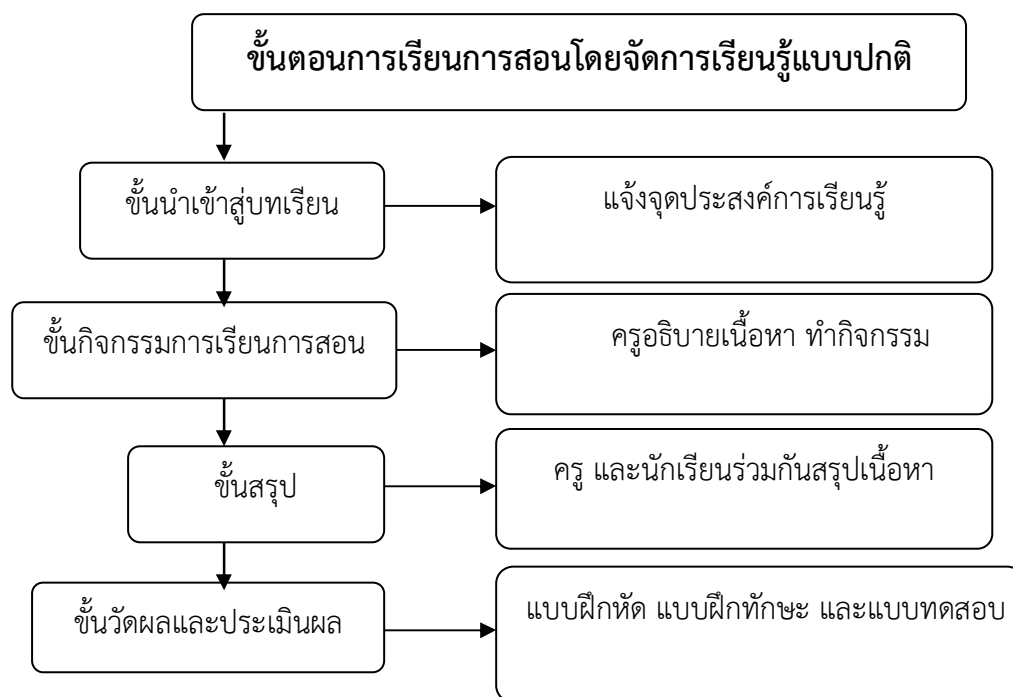 ขั้นตอนการเรียนการสอนโดยจัดการเรียนรู้แบบปกติ
ขั้นนำเข้าสู่บทเรียน
แจ้งจุดประสงค์การเรียนรู้
ขั้นกิจกรรมการเรียนการสอน
ครูอธิบายเนื้อหา ทำกิจกรรม
ขั้นสรุป
ครู และนักเรียนร่วมกันสรุปเนื้อหา
ขั้นวัดผลและประเมินผล
แบบฝึกหัด แบบฝึกทักษะ และแบบทดสอบ